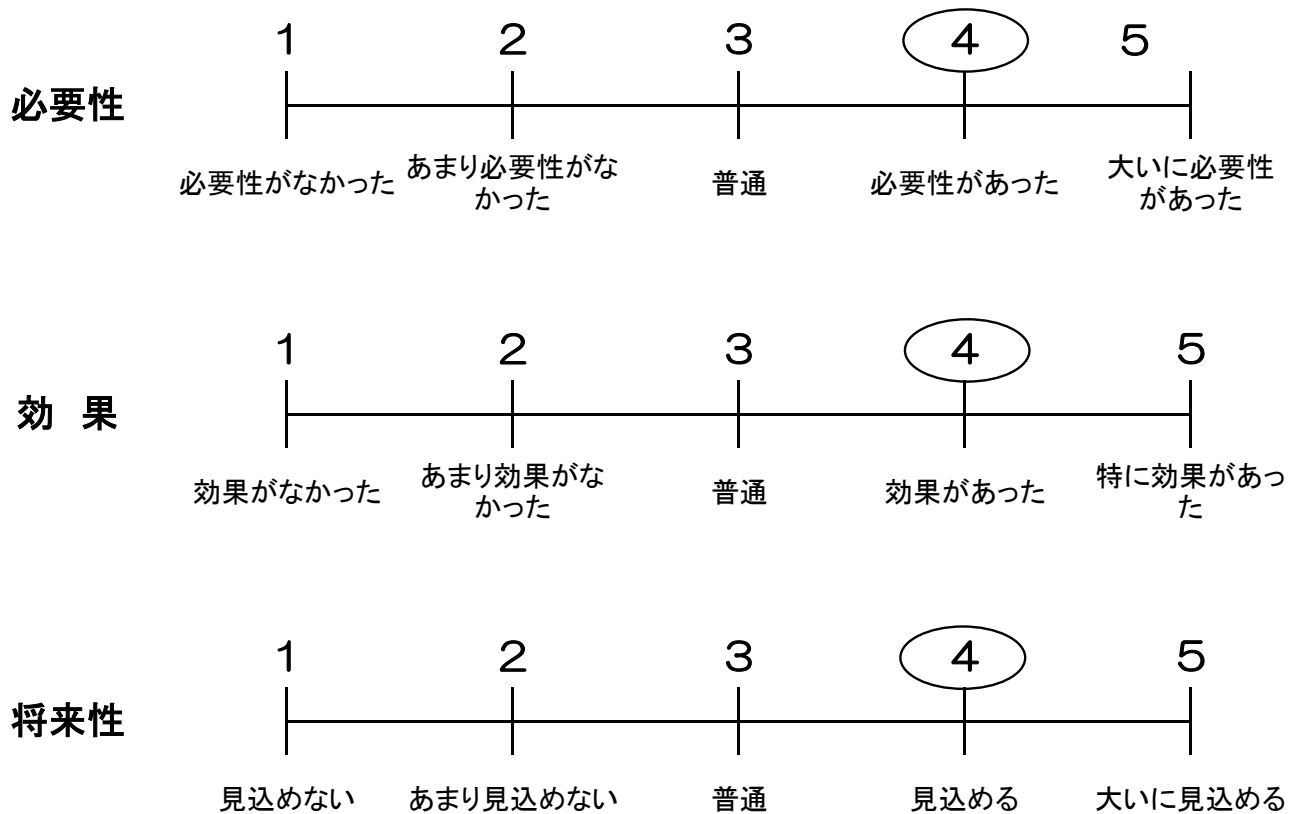 1 2 3 4 5
必要性
必要性がなかった あまり必要性がな
かった 普通 必要性があった 大いに必要性
があった
1 2 3 4 5
効 果
効果がなかった あまり効果がな
かった 普通 効果があった 特に効果があっ
た
1 2 3 4 5
将来性
見込めない あまり見込めない 普通 見込める 大いに見込める